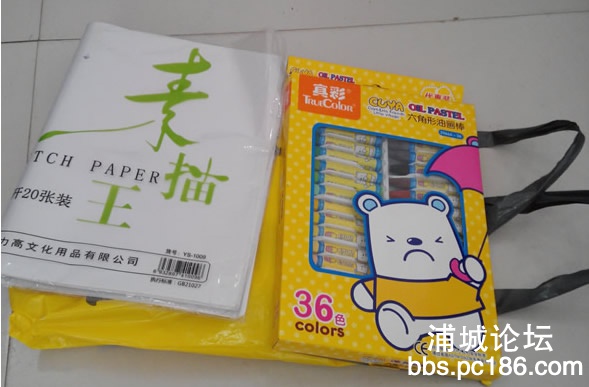 素
描
王
TCH PAPER
开20张装
力高文化用品有限公司
货号: YS-1009
执行标准: GB21027
OIL PASTEL
真彩
TRUECOLOR
CUYA
OIL PASTEL
六角形油画棒
36色
colors
CE
浦城论坛
bbs.pc186.com